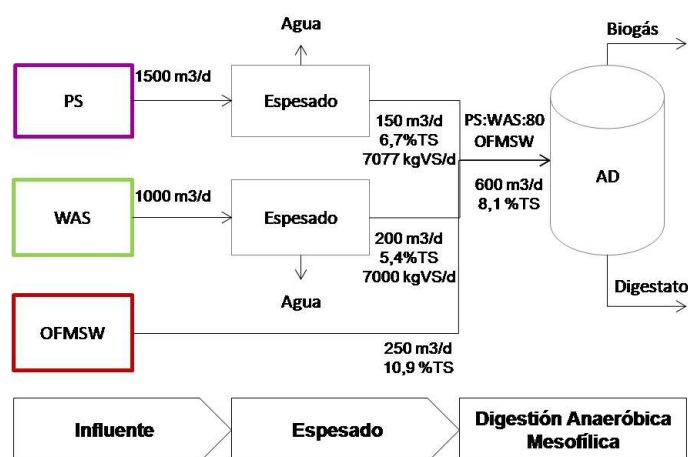 Agua
Biogás
1500 m3/d
PS
Espesado
150 m3/d
6,7%TS
7077 kgVS/d
PS:WAS:80
OFMSW
AD
600 m3/d
8,1 %TS
1000 m3/d
WAS
Espesado
200 m3/d
5,4%TS
7000 kgVS/d
Agua
Digestato
OFMSW
250 m3/d
10,9 %TS
Influente
Espesado
Digestión Anaeróbica
Mesofílica